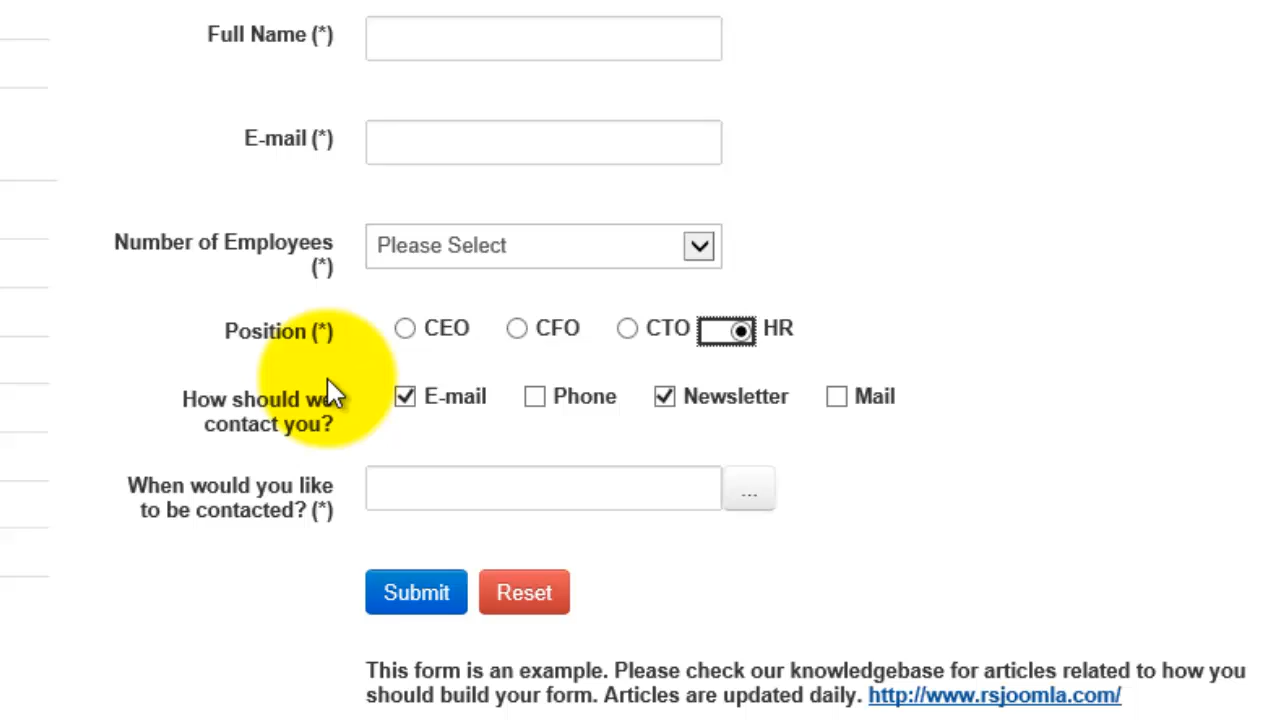 Full Name (*)
E-mail (*)
Number of Employees
(*)
Please Select
Position (*)
CEO CFO CTO HR
How should we
contact you?
E-mail Phone Newsletter Mail
When would you like
to be contacted? (*)
...
Submit Reset
This form is an example. Please check our knowledgebase for articles related to how you
should build your form. Articles are updated daily. http://www.rsjoomla.com/